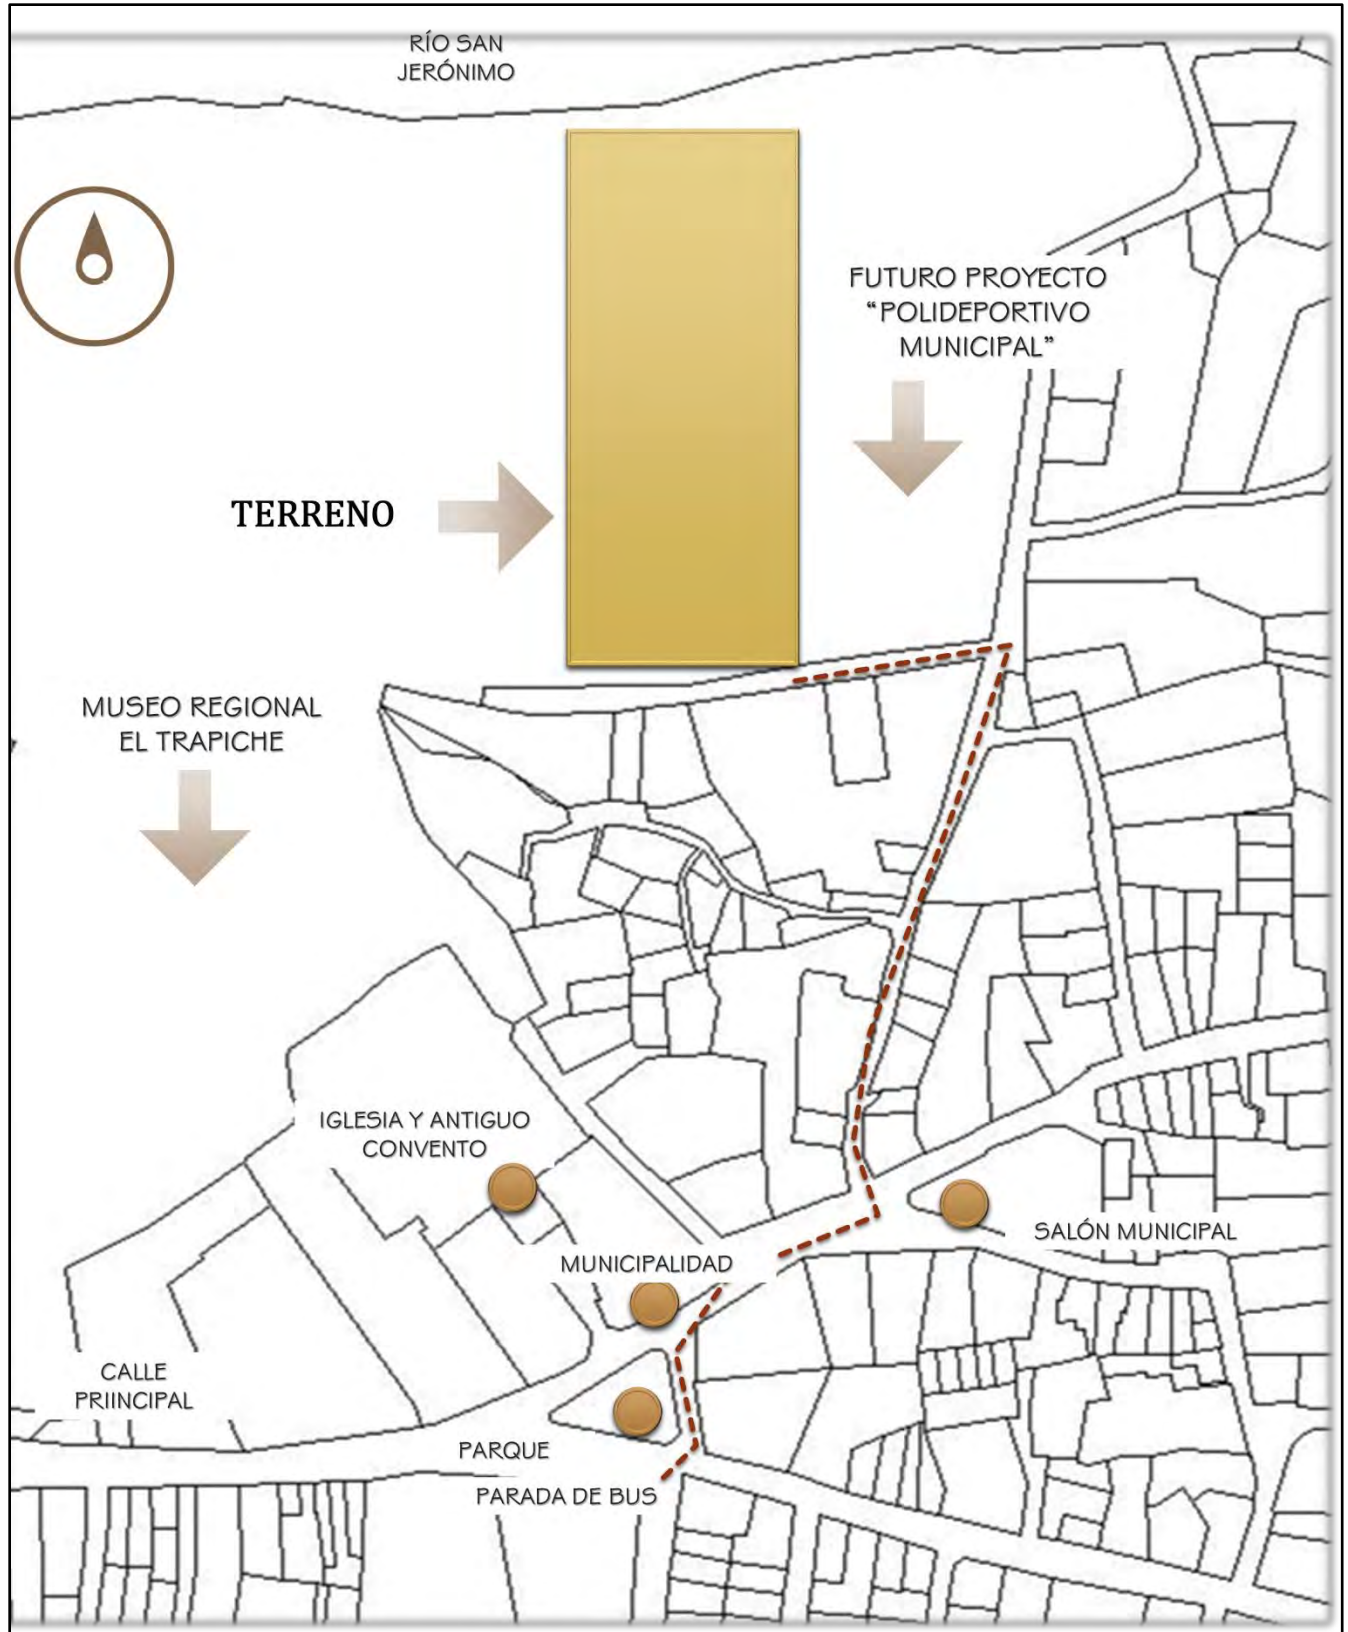 RÍO SAN
JERÓNIMO
FUTURO PROYECTO
“POLIDEPORTIVO
MUNICIPAL”
TERRENO
MUSEO REGIONAL
EL TRAPICHE
IGLESIA Y ANTIGUO
CONVENTO
SALÓN MUNICIPAL
MUNICIPALIDAD
CALLE
PRIINCIPAL
PARQUE
PARADA DE BUS